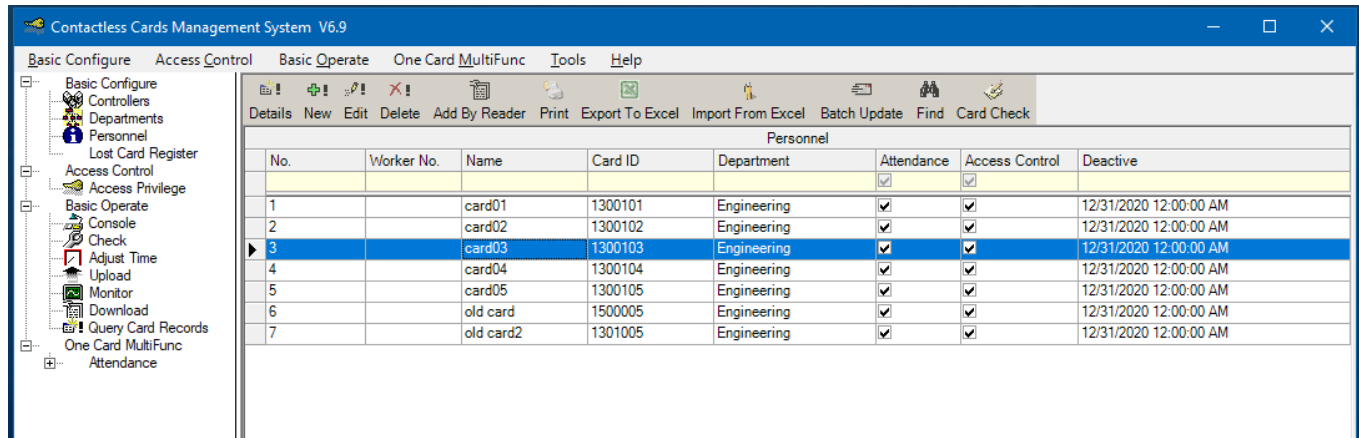 Contactless Cards Management System V6.9
Basic Configure Access Control Basic Operate One Card MultiFunc Tools Help
Basic Configure
Controllers
Departments
Personnel
Lost Card Register
Access Control
Access Privilege
Basic Operate
Console
Check
Adjust Time
Upload
Monitor
Download
Query Card Records
One Card MultiFunc
Attendance
Details New Edit Delete Add By Reader Print Export To Excel Import From Excel Batch Update Find Card Check
Personnel
No. Worker No. Name Card ID Department Attendance Access Control Deactive
1 card01 1300101 Engineering 12/31/2020 12:00:00 AM
2 card02 1300102 Engineering 12/31/2020 12:00:00 AM
3 card03 1300103 Engineering 12/31/2020 12:00:00 AM
4 card04 1300104 Engineering 12/31/2020 12:00:00 AM
5 card05 1300105 Engineering 12/31/2020 12:00:00 AM
6 old card 1500005 Engineering 12/31/2020 12:00:00 AM
7 old card2 1301005 Engineering 12/31/2020 12:00:00 AM